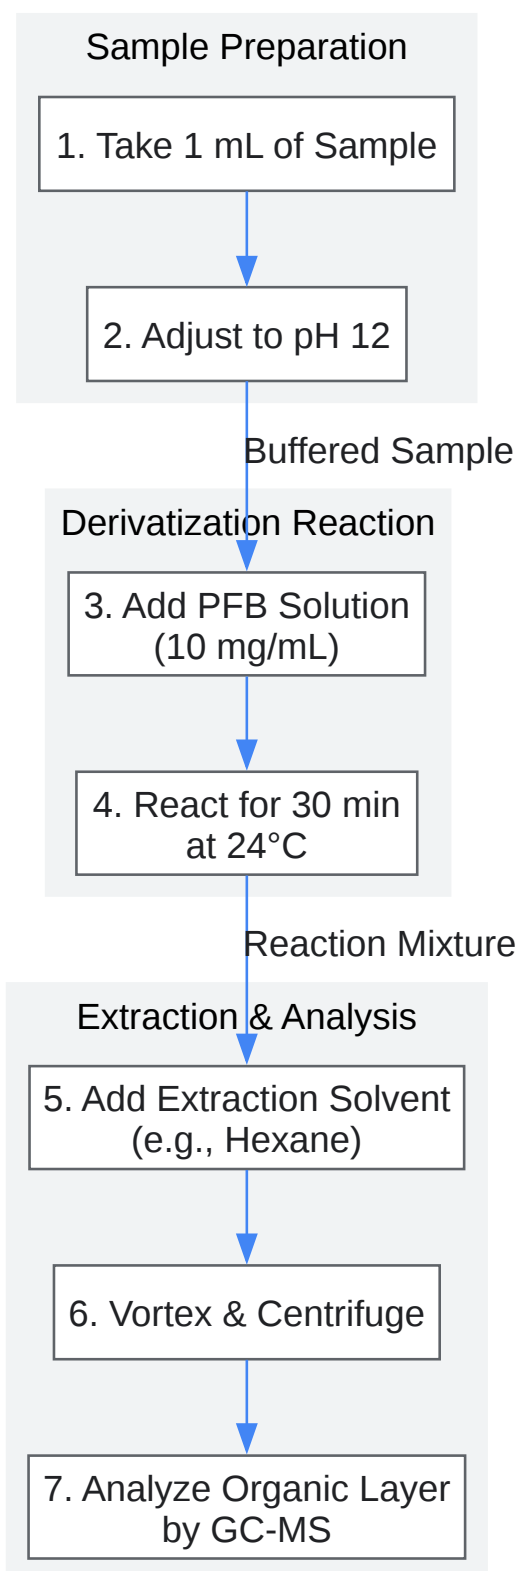 Sample Preparation
1. Take 1 mL of Sample
2. Adjust to pH 12
Buffered Sample
Derivatization Reaction
3. Add PFB Solution
(10 mg/mL)
4. React for 30 min
at 24°C
Reaction Mixture
Extraction & Analysis
5. Add Extraction Solvent
(e.g., Hexane)
6. Vortex & Centrifuge
7. Analyze Organic Layer
by GC-MS